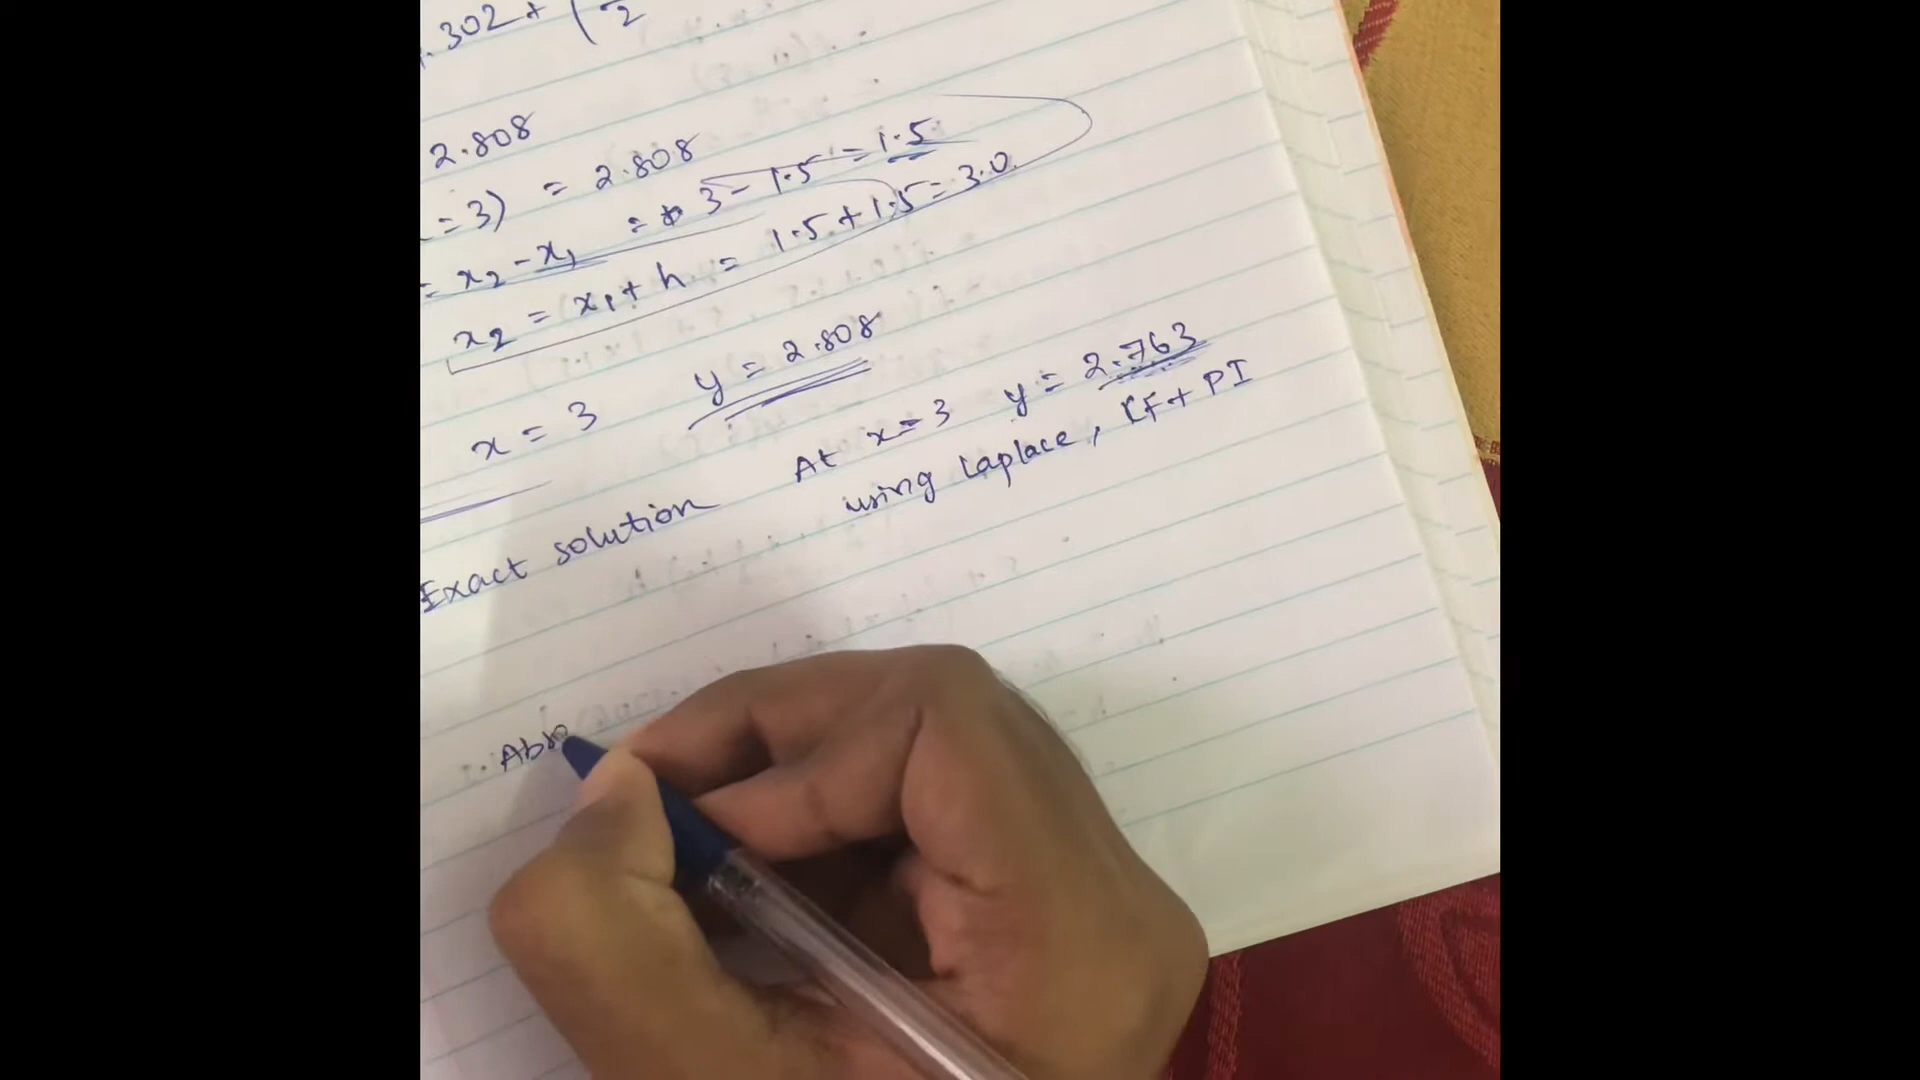 .302 + ( 2
2.808
= 3) = 2.808
= x2 - x1 = 3 - 1.5 = 1.5
x2 = x1 + h = 1.5 + 1.5 = 3.0
x = 3 y = 2.808
Exact solution At x = 3 y = 2.763
using Laplace, CF + PI
∴ Abso